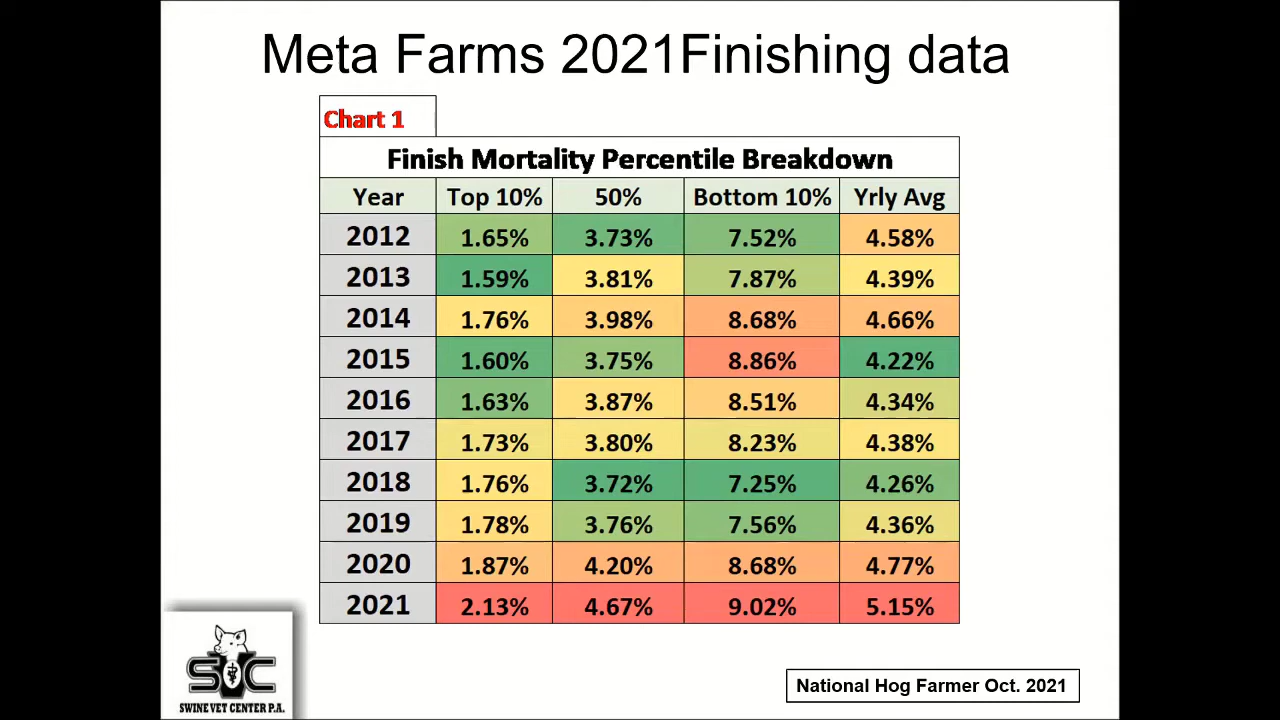 Meta Farms 2021Finishing data
Chart 1
Finish Mortality Percentile Breakdown
Year Top 10% 50% Bottom 10% Yrly Avg
2012 1.65% 3.73% 7.52% 4.58%
2013 1.59% 3.81% 7.87% 4.39%
2014 1.76% 3.98% 8.68% 4.66%
2015 1.60% 3.75% 8.86% 4.22%
2016 1.63% 3.87% 8.51% 4.34%
2017 1.73% 3.80% 8.23% 4.38%
2018 1.76% 3.72% 7.25% 4.26%
2019 1.78% 3.76% 7.56% 4.36%
2020 1.87% 4.20% 8.68% 4.77%
2021 2.13% 4.67% 9.02% 5.15%
SVC
SWINE VET CENTER P.A.
National Hog Farmer Oct. 2021